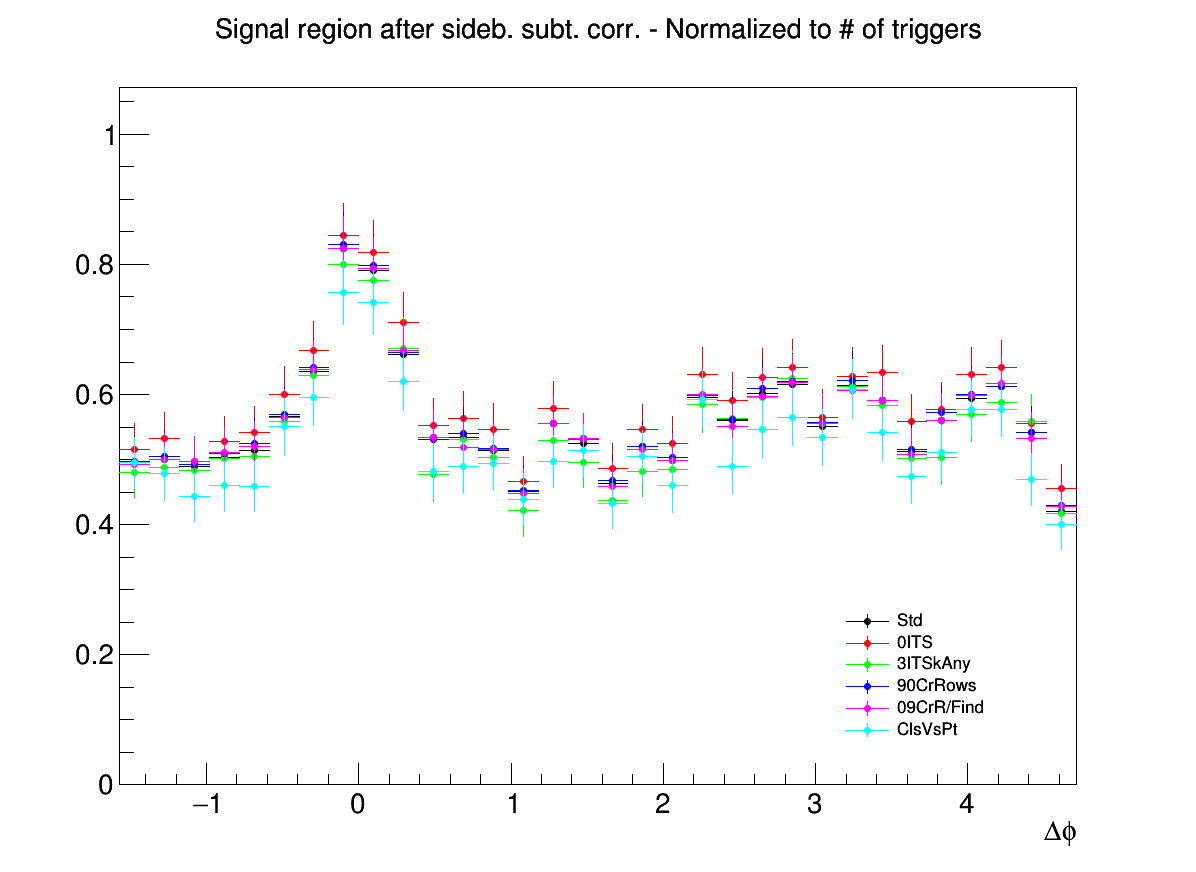 Signal region after sideb. subt. corr. - Normalized to # of triggers
1
0.8
0.6
0.4
0.2
0
−1 0 1 2 3 4
Δϕ
Std
0ITS
3ITSkAny
90CrRows
09CrR/Find
ClsVsPt